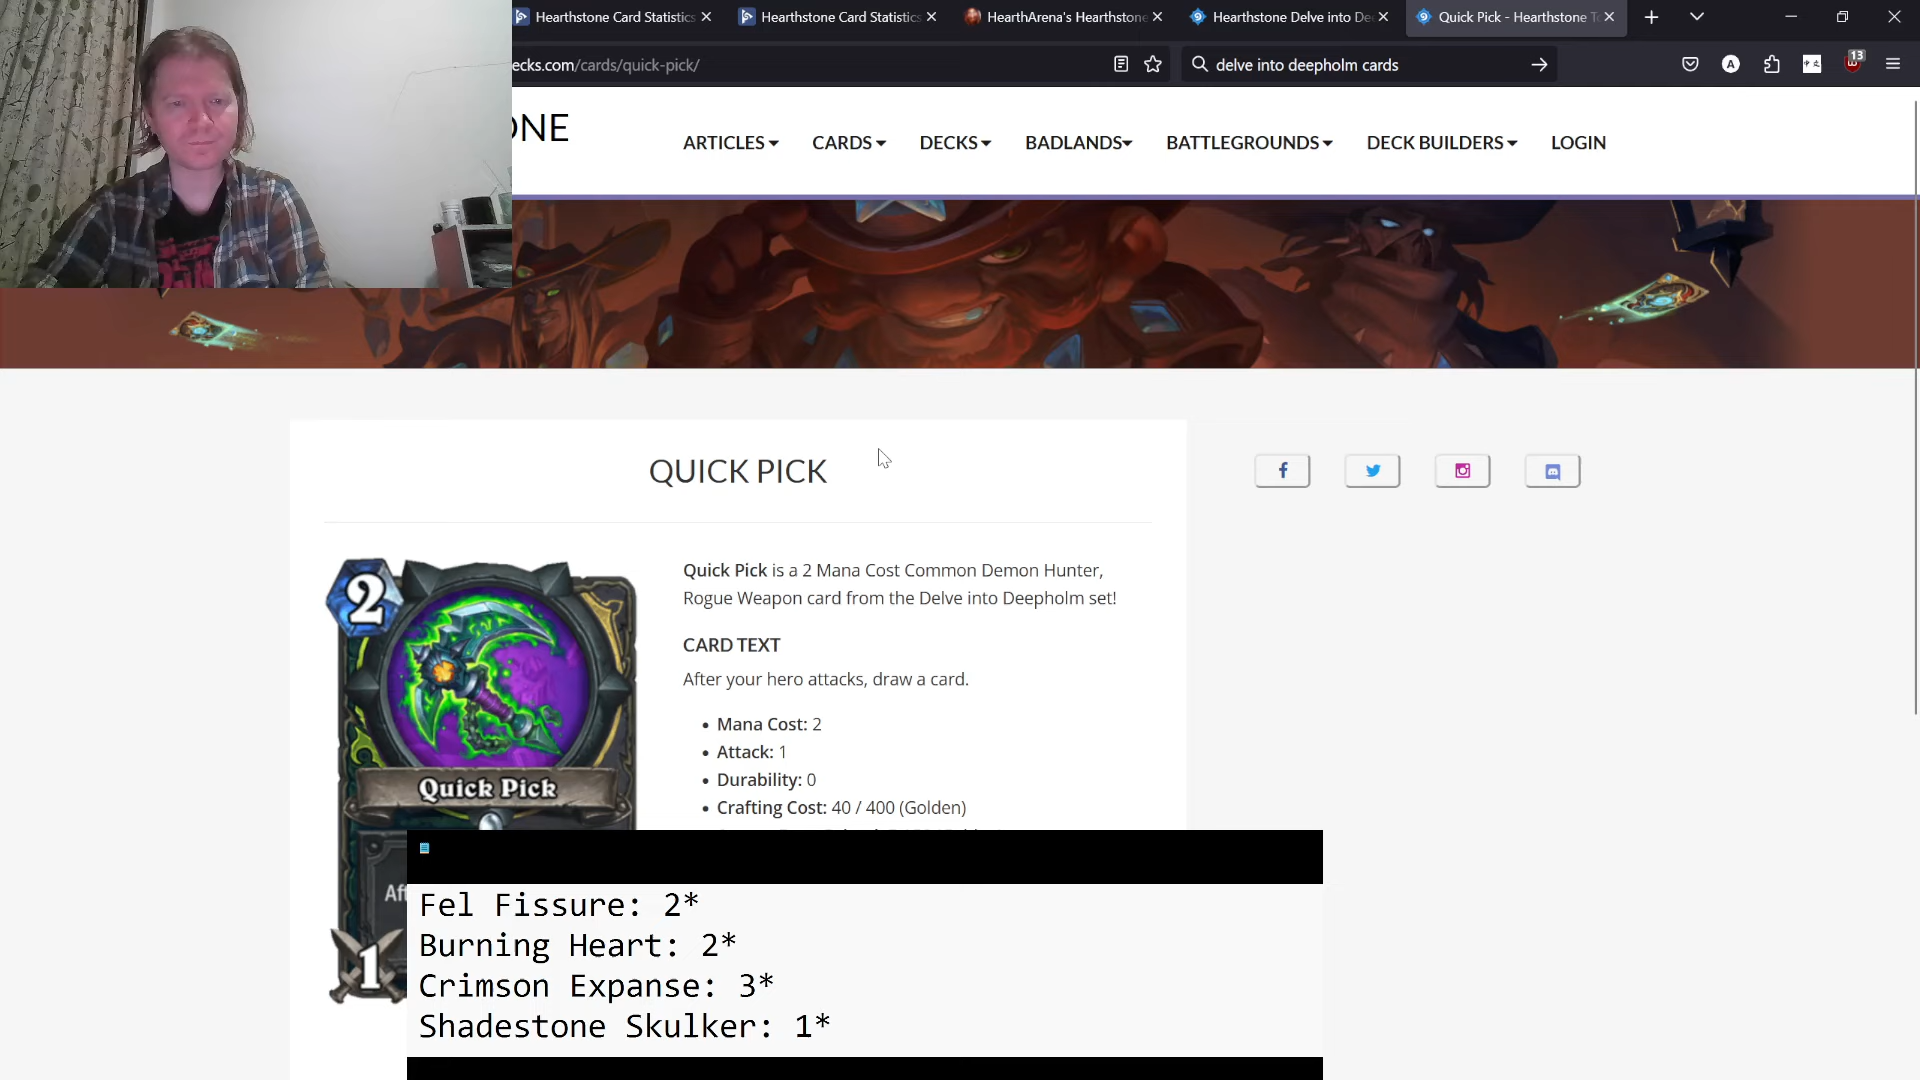 Hearthstone Card Statistics
Hearthstone Card Statistics
HearthArena's Hearthstone
Hearthstone Delve into De
Quick Pick - Hearthstone T
ecks.com/cards/quick-pick/
delve into deepholm cards
A
13
ONE
ARTICLES
CARDS
DECKS
BADLANDS
BATTLEGROUNDS
DECK BUILDERS
LOGIN
QUICK PICK
2
Quick Pick
Af
1
Quick Pick is a 2 Mana Cost Common Demon Hunter,
Rogue Weapon card from the Delve into Deepholm set!
CARD TEXT
After your hero attacks, draw a card.
• Mana Cost: 2
• Attack: 1
• Durability: 0
• Crafting Cost: 40 / 400 (Golden)
Fel Fissure: 2*
Burning Heart: 2*
Crimson Expanse: 3*
Shadestone Skulker: 1*